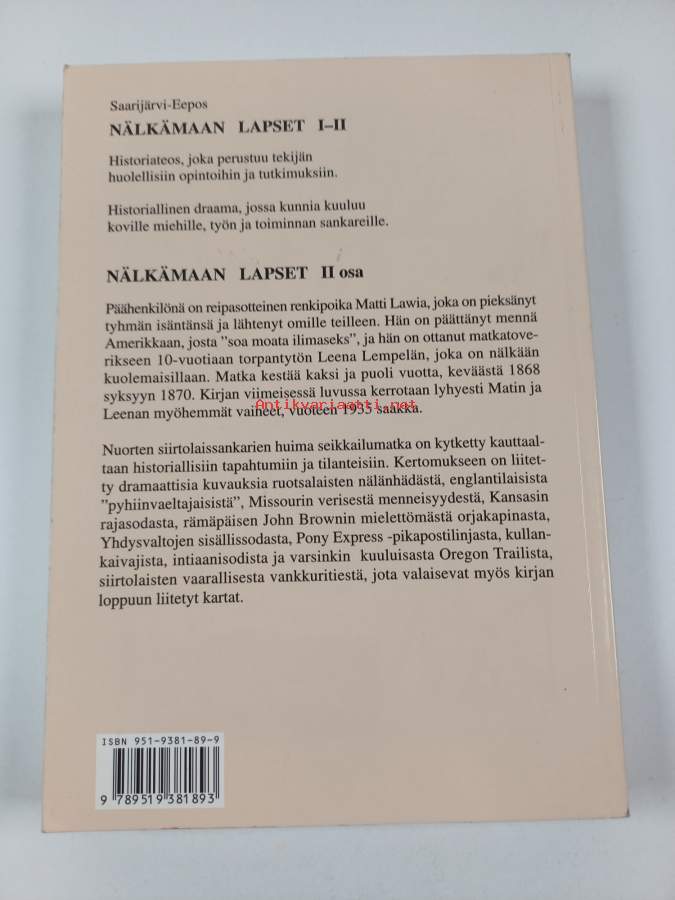 Saarijärvi-Eepos
NÄLKÄMAAN LAPSET I–II
Historiateos, joka perustuu tekijän
huolellisiin opintoihin ja tutkimuksiin.
Historiallinen draama, jossa kunnia kuuluu
koville miehille, työn ja toiminnan sankareille.
NÄLKÄMAAN LAPSET II osa
Päähenkilönä on reipasotteinen renkipoika Matti Lawia, joka on pieksänyt
tyhmän isäntänsä ja lähtenyt omille teilleen. Hän on päättänyt mennä
Amerikkaan, josta ”soa moata ilimaseks”, ja hän on ottanut matkatove-
rikseen 10-vuotiaan torpantytön Leena Lempelän, joka on nälkään
kuolemaisillaan. Matka kestää kaksi ja puoli vuotta, keväästä 1868
syksyyn 1870. Kirjan viimeisessä luvussa kerrotaan lyhyesti Matin ja
Leenan myöhemmät vaiheet, vuoteen 1935 saakka.
Antikvariaatti.net
Nuorten siirtolaissankarien huima seikkailumatka on kytketty kauttaal-
taan historiallisiin tapahtumiin ja tilanteisiin. Kertomukseen on liitet-
ty dramaattisia kuvauksia ruotsalaisten nälänhädästä, englantilaisista
”pyhiinvaeltajaisistä”, Missourin verisestä menneisyydestä, Kansasin
rajasodasta, rämäpäisen John Brownin mielettömästä orjakapinasta,
Yhdysvaltojen sisällissodasta, Pony Express -pikapostilinjasta, kullan-
kaivajista, intiaanisodista ja varsinkin kuuluisasta Oregon Trailista,
siirtolaisten vaarallisesta vankkuritiestä, jota valaisevat myös kirjan
loppuun liitetyt kartat.
ISBN 951-9381-89-9
9 789519 381893